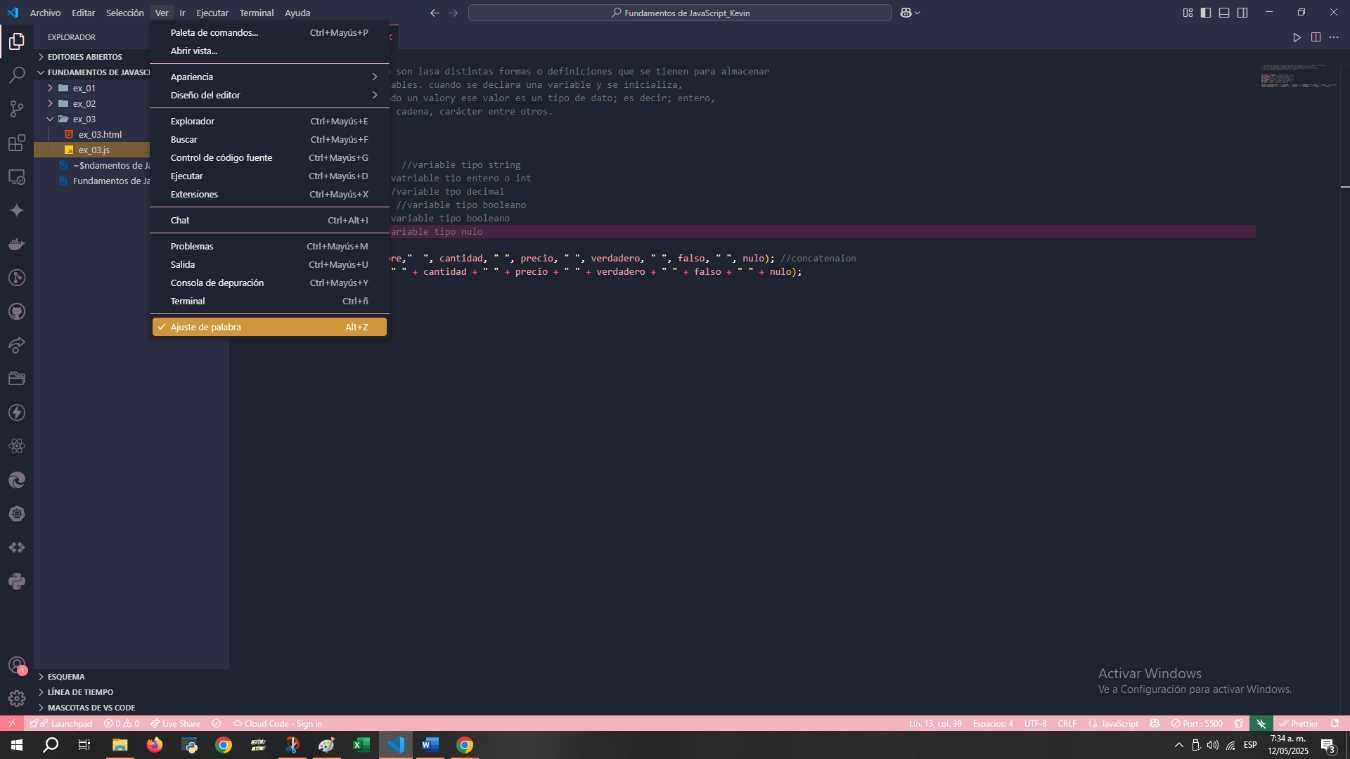 Archivo Editar Selección Ver Ir Ejecutar Terminal Ayuda
Fundamentos de JavaScript_Kevin
EXPLORADOR
EDITORES ABIERTOS
FUNDAMENTOS DE JAVASC
ex_01
ex_02
ex_03
ex_03.html
ex_03.js
~$ndamentos de Ja
Fundamentos de Ja
Paleta de comandos... Ctrl+Mayús+P
Abrir vista...
Apariencia
Diseño del editor
Explorador Ctrl+Mayús+E
Buscar Ctrl+Mayús+F
Control de código fuente Ctrl+Mayús+G
Ejecutar Ctrl+Mayús+D
Extensiones Ctrl+Mayús+X
Chat Ctrl+Alt+I
Problemas Ctrl+Mayús+M
Salida Ctrl+Mayús+U
Consola de depuración Ctrl+Mayús+Y
Terminal Ctrl+ñ
Ajuste de palabra Alt+Z
o son lasa distintas formas o definiciones que se tienen para almacenar
ables. cuando se declara una variable y se inicializa,
ndo un valory ese valor es un tipo de dato; es decir; entero,
cadena, carácter entre otros.
//variable tipo string
vatriable tio entero o int
/variable tpo decimal
//variable tipo booleano
variable tipo booleano
ariable tipo nulo
re,"  ", cantidad, " ", precio, " ", verdadero, " ", falso, " ", nulo); //concatenaion
" " + cantidad + " " + precio + " " + verdadero + " " + falso + " " + nulo);
ESQUEMA
LÍNEA DE TIEMPO
MASCOTAS DE VS CODE
Activar Windows
Ve a Configuración para activar Windows.
Launchpad 0 0 Live Share Cloud Code - Sign in Lín. 13, col. 39 Espacios: 4 UTF-8 CRLF JavaScript Port : 5500 Prettier
1
ESP
7:34 a. m.
12/05/2025
3